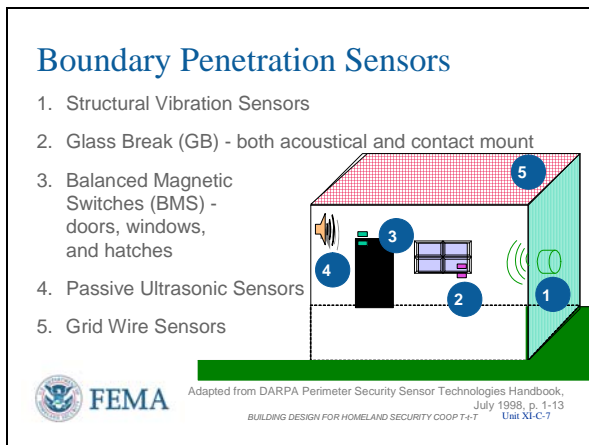 Boundary Penetration Sensors
1. Structural Vibration Sensors
2. Glass Break (GB) - both acoustical and contact mount
3. Balanced Magnetic
Switches (BMS) -
doors, windows,
and hatches
4. Passive Ultrasonic Sensors
5. Grid Wire Sensors
5
3
4
2
1
FEMA
Adapted from DARPA Perimeter Security Sensor Technologies Handbook,
July 1998, p. 1-13
BUILDING DESIGN FOR HOMELAND SECURITY COOP T-t-T Unit XI-C-7